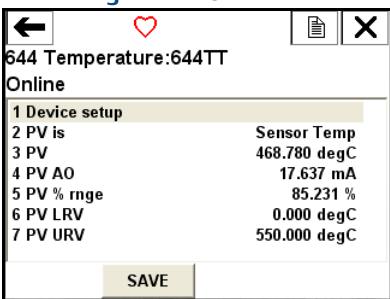 644 Temperature:644TT
Online
1 Device setup
2 PV is Sensor Temp
3 PV 468.780 degC
4 PV AO 17.637 mA
5 PV % rnge 85.231 %
6 PV LRV 0.000 degC
7 PV URV 550.000 degC
SAVE